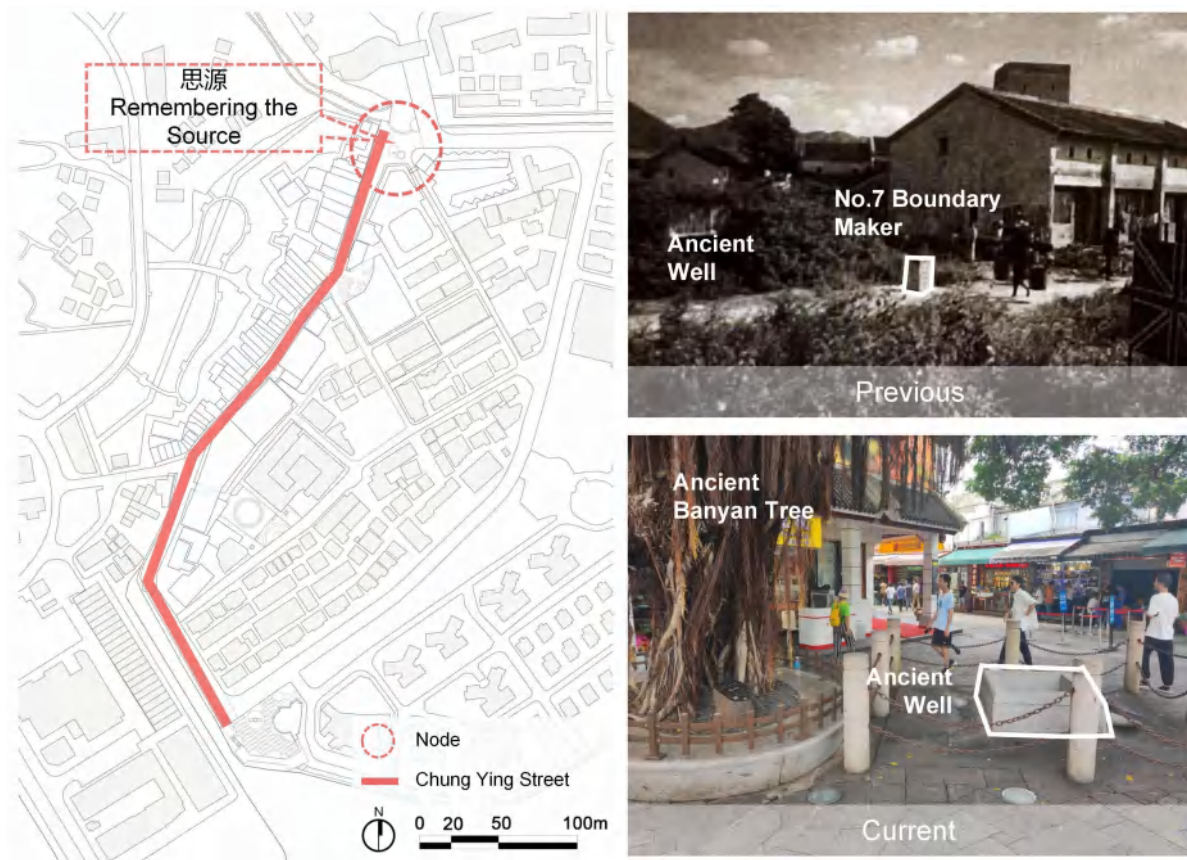 思源
Remembering the
Source
Node
Chung Ying Street
N
0 20 50 100m
No.7 Boundary
Maker
Ancient
Well
Previous
Ancient
Banyan Tree
Ancient
Well
Current